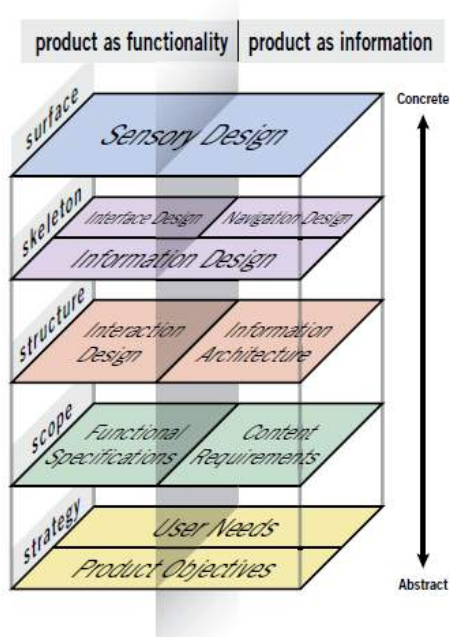 product as functionality
product as information
Concrete
surface
Sensory Design
skeleton
Interface Design
Navigation Design
Information Design
structure
Interaction
Design
Information
Architecture
scope
Functional
Specifications
Content
Requirements
strategy
User Needs
Product Objectives
Abstract